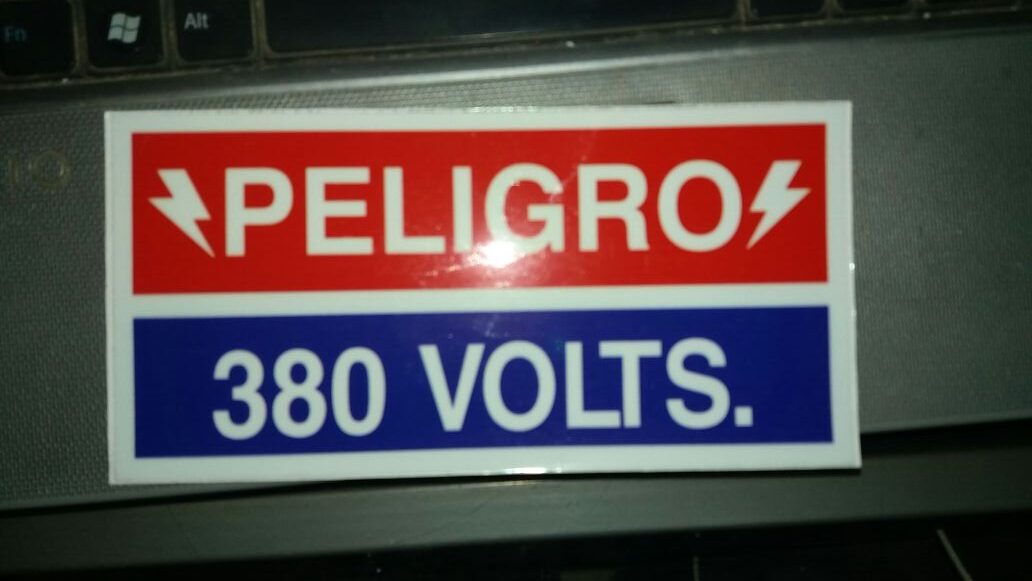 Fn Alt
PELIGRO
380 VOLTS.